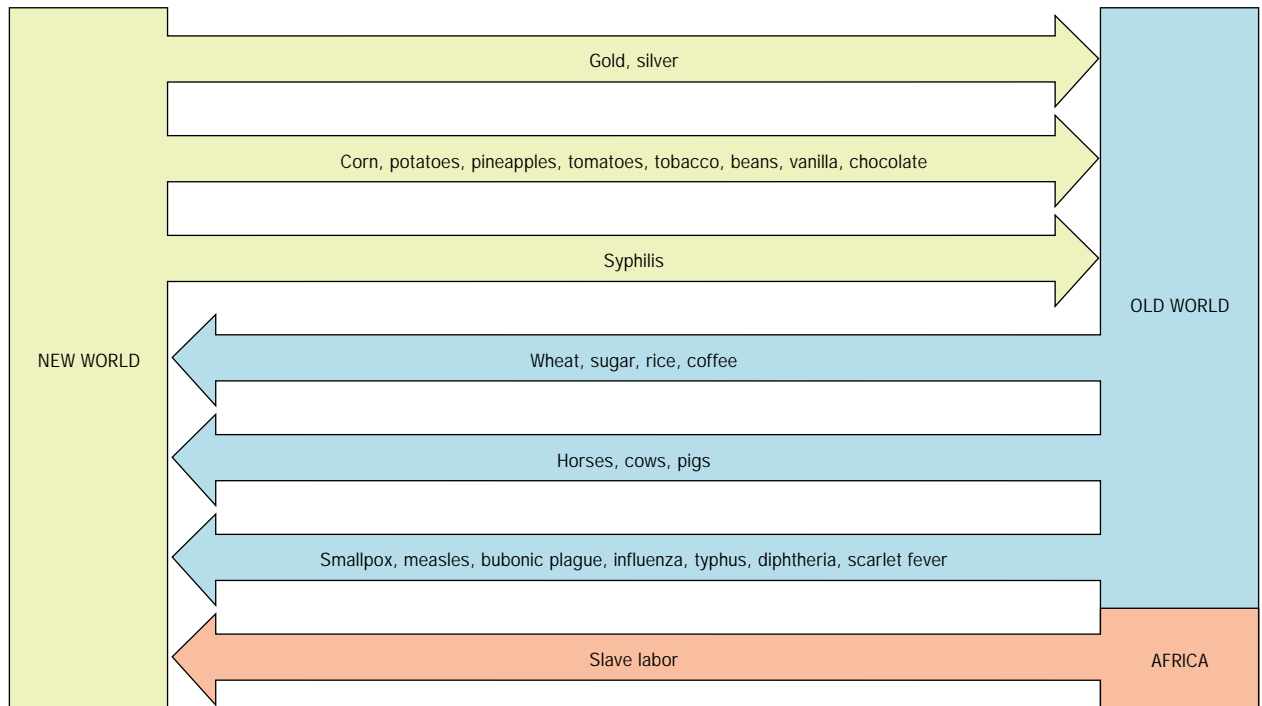 Gold, silver
Corn, potatoes, pineapples, tomatoes, tobacco, beans, vanilla, chocolate
Syphilis
OLD WORLD
NEW WORLD
Wheat, sugar, rice, coffee
Horses, cows, pigs
Smallpox, measles, bubonic plague, influenza, typhus, diphtheria, scarlet fever
Slave labor
AFRICA